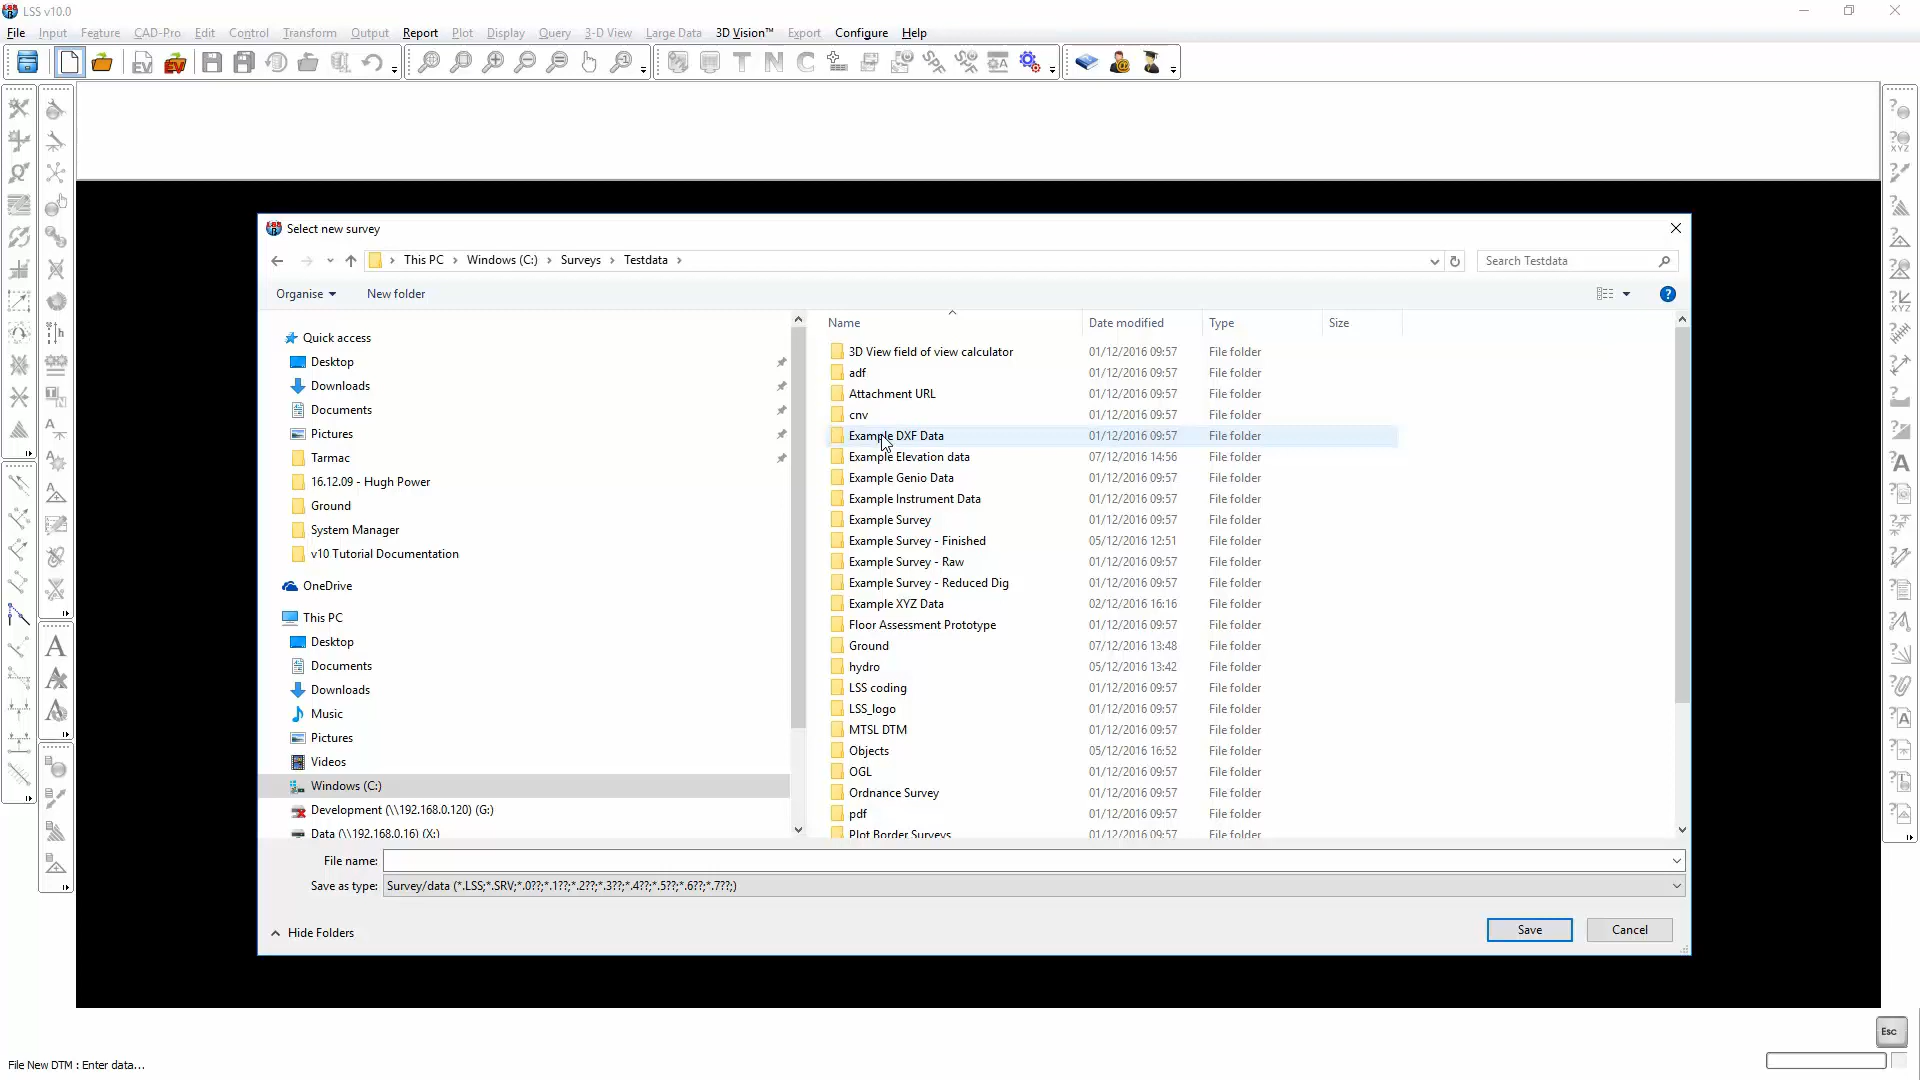 LSS v10.0
File Input Feature CAD-Pro Edit Control Transform Output Report Plot Display Query 3-D View Large Data 3D Vision™ Export Configure Help
Select new survey
This PC > Windows (C:) > Surveys > Testdata >
Search Testdata
Organise
New folder
Name Date modified Type Size
Quick access
Desktop
Downloads
Documents
Pictures
Tarmac
16.12.09 - Hugh Power
Ground
System Manager
v10 Tutorial Documentation
OneDrive
This PC
Desktop
Documents
Downloads
Music
Pictures
Videos
Windows (C:)
Development (\\192.168.0.120) (G:)
Data (\\192.168.0.16) (X:)
3D View field of view calculator 01/12/2016 09:57 File folder
adf 01/12/2016 09:57 File folder
Attachment URL 01/12/2016 09:57 File folder
cnv 01/12/2016 09:57 File folder
Example DXF Data 01/12/2016 09:57 File folder
Example Elevation data 07/12/2016 14:56 File folder
Example Genio Data 01/12/2016 09:57 File folder
Example Instrument Data 01/12/2016 09:57 File folder
Example Survey 01/12/2016 09:57 File folder
Example Survey - Finished 05/12/2016 12:51 File folder
Example Survey - Raw 01/12/2016 09:57 File folder
Example Survey - Reduced Dig 01/12/2016 09:57 File folder
Example XYZ Data 02/12/2016 16:16 File folder
Floor Assessment Prototype 01/12/2016 09:57 File folder
Ground 07/12/2016 13:48 File folder
hydro 05/12/2016 13:42 File folder
LSS coding 01/12/2016 09:57 File folder
LSS_logo 01/12/2016 09:57 File folder
MTSL DTM 01/12/2016 09:57 File folder
Objects 05/12/2016 16:52 File folder
OGL 01/12/2016 09:57 File folder
Ordnance Survey 01/12/2016 09:57 File folder
pdf 01/12/2016 09:57 File folder
Plot Border Surveys 01/12/2016 09:57 File folder
File name:
Save as type: Survey/data (*.LSS;*.SRV;*.0??;*.1??;*.2??;*.3??;*.4??;*.5??;*.6??;*.7??;)
Hide Folders
Save
Cancel
Esc
File New DTM : Enter data...